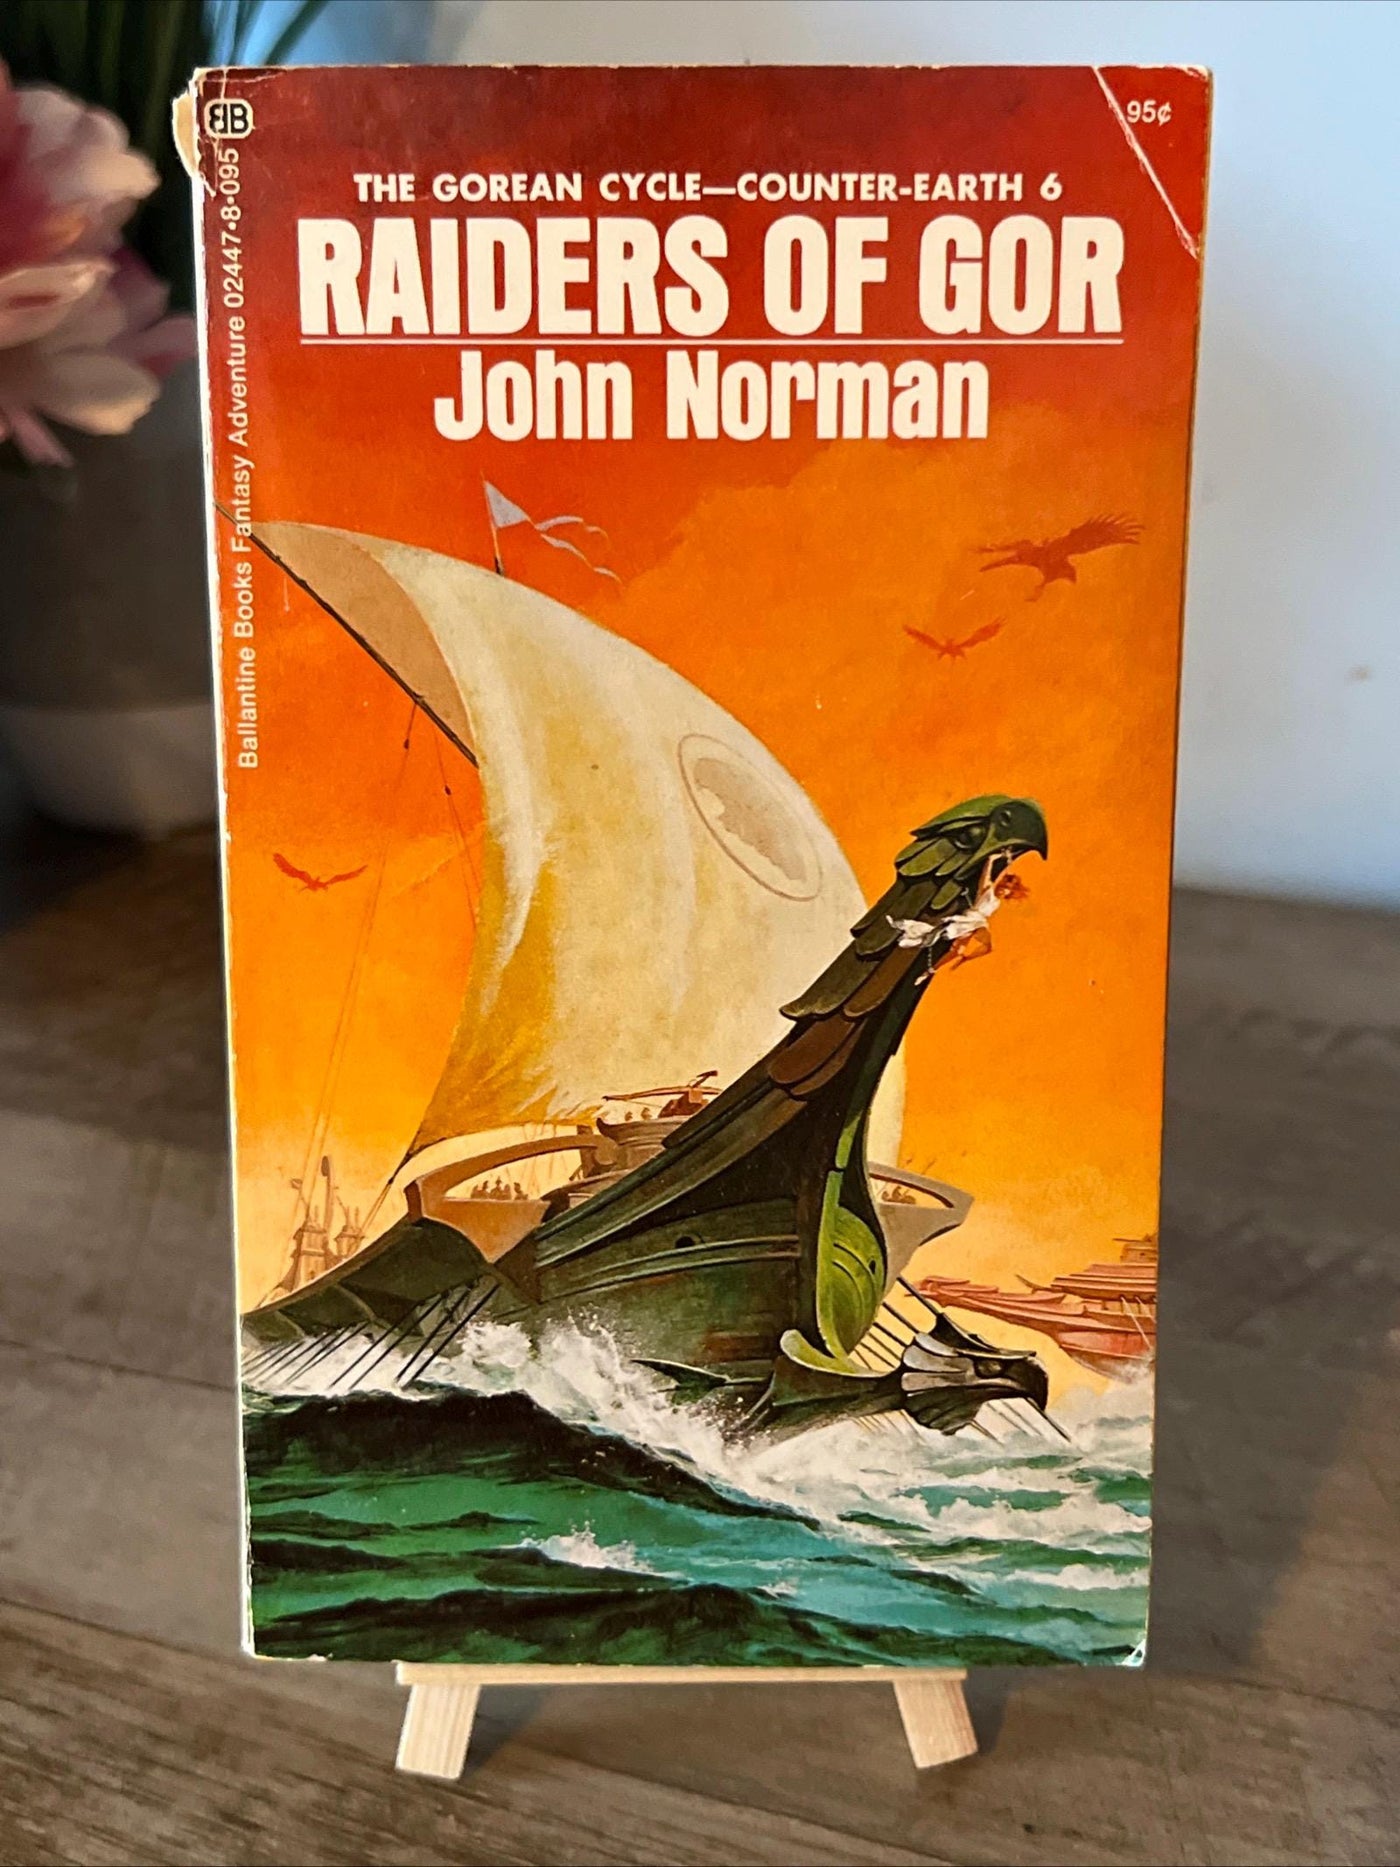 BB
95¢
THE GOREAN CYCLE—COUNTER-EARTH 6
RAIDERS OF GOR
John Norman
Ballantine Books Fantasy Adventure 02447·8·095